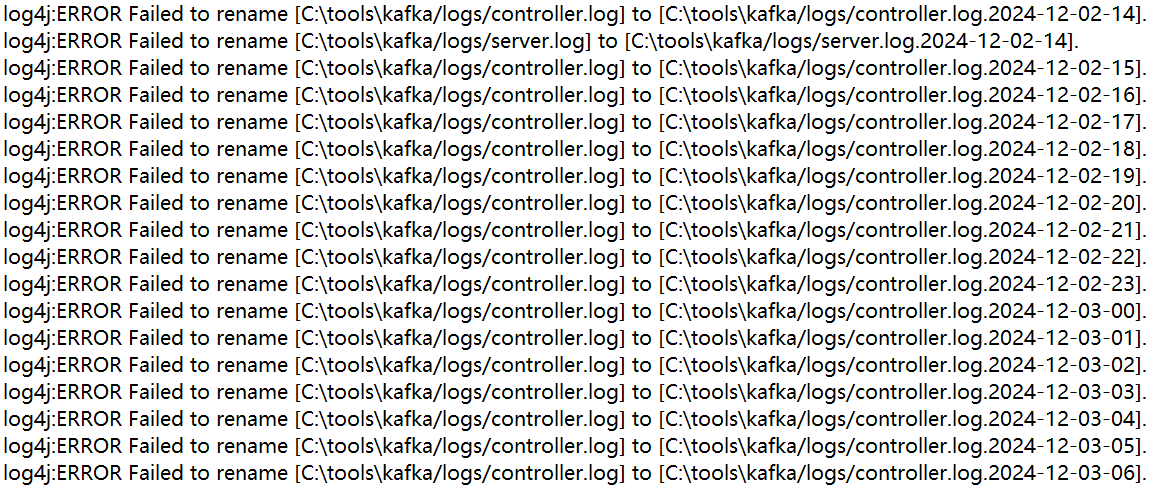 log4j:ERROR Failed to rename [C:\tools\kafka/logs/controller.log] to [C:\tools\kafka/logs/controller.log.2024-12-02-14].
log4j:ERROR Failed to rename [C:\tools\kafka/logs/server.log] to [C:\tools\kafka/logs/server.log.2024-12-02-14].
log4j:ERROR Failed to rename [C:\tools\kafka/logs/controller.log] to [C:\tools\kafka/logs/controller.log.2024-12-02-15].
log4j:ERROR Failed to rename [C:\tools\kafka/logs/controller.log] to [C:\tools\kafka/logs/controller.log.2024-12-02-16].
log4j:ERROR Failed to rename [C:\tools\kafka/logs/controller.log] to [C:\tools\kafka/logs/controller.log.2024-12-02-17].
log4j:ERROR Failed to rename [C:\tools\kafka/logs/controller.log] to [C:\tools\kafka/logs/controller.log.2024-12-02-18].
log4j:ERROR Failed to rename [C:\tools\kafka/logs/controller.log] to [C:\tools\kafka/logs/controller.log.2024-12-02-19].
log4j:ERROR Failed to rename [C:\tools\kafka/logs/controller.log] to [C:\tools\kafka/logs/controller.log.2024-12-02-20].
log4j:ERROR Failed to rename [C:\tools\kafka/logs/controller.log] to [C:\tools\kafka/logs/controller.log.2024-12-02-21].
log4j:ERROR Failed to rename [C:\tools\kafka/logs/controller.log] to [C:\tools\kafka/logs/controller.log.2024-12-02-22].
log4j:ERROR Failed to rename [C:\tools\kafka/logs/controller.log] to [C:\tools\kafka/logs/controller.log.2024-12-02-23].
log4j:ERROR Failed to rename [C:\tools\kafka/logs/controller.log] to [C:\tools\kafka/logs/controller.log.2024-12-03-00].
log4j:ERROR Failed to rename [C:\tools\kafka/logs/controller.log] to [C:\tools\kafka/logs/controller.log.2024-12-03-01].
log4j:ERROR Failed to rename [C:\tools\kafka/logs/controller.log] to [C:\tools\kafka/logs/controller.log.2024-12-03-02].
log4j:ERROR Failed to rename [C:\tools\kafka/logs/controller.log] to [C:\tools\kafka/logs/controller.log.2024-12-03-03].
log4j:ERROR Failed to rename [C:\tools\kafka/logs/controller.log] to [C:\tools\kafka/logs/controller.log.2024-12-03-04].
log4j:ERROR Failed to rename [C:\tools\kafka/logs/controller.log] to [C:\tools\kafka/logs/controller.log.2024-12-03-05].
log4j:ERROR Failed to rename [C:\tools\kafka/logs/controller.log] to [C:\tools\kafka/logs/controller.log.2024-12-03-06].